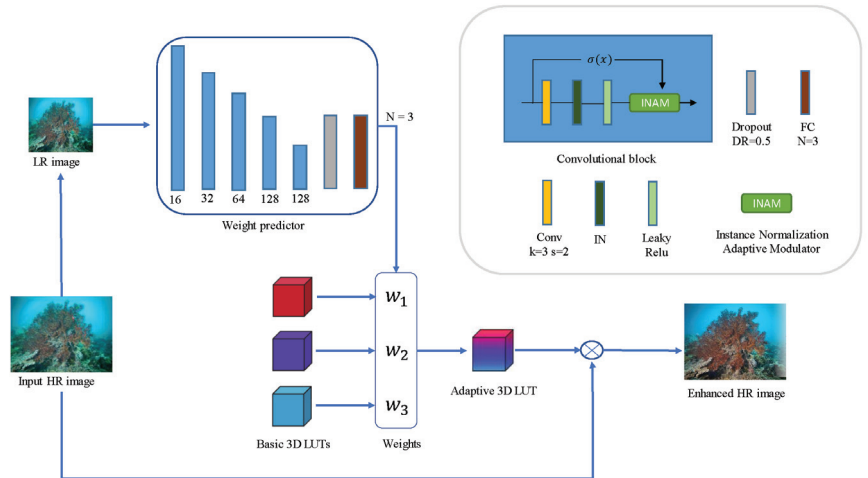 LR image
16
32
64
128
128
Weight predictor
N = 3
σ(x)
INAM
Convolutional block
Dropout
DR=0.5
FC
N=3
Conv
k=3 s=2
IN
Leaky
Relu
INAM
Instance Normalization
Adaptive Modulator
Input HR image
w1
w2
w3
Basic 3D LUTs
Weights
Adaptive 3D LUT
Enhanced HR image